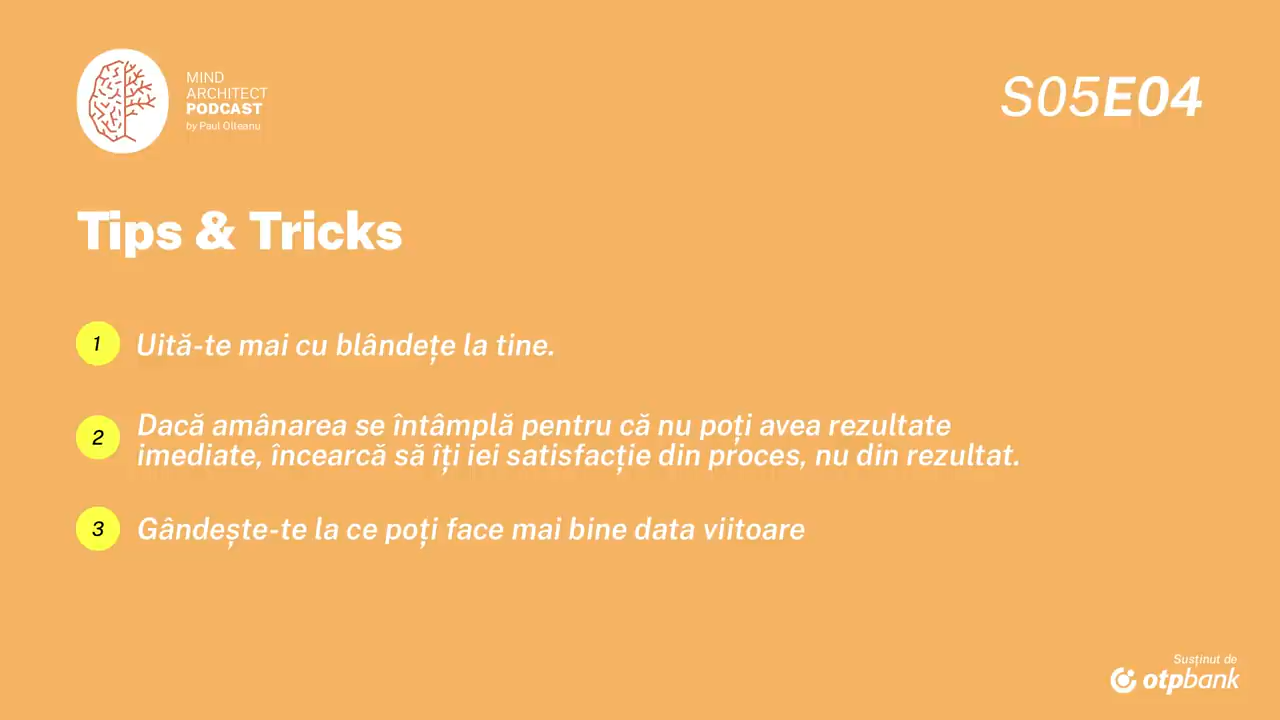 MIND
ARCHITECT
PODCAST
by Paul Olteanu
S05E04
Tips & Tricks
1
Uită-te mai cu blândețe la tine.
2
Dacă amânarea se întâmplă pentru că nu poți avea rezultate
imediate, încearcă să îți iei satisfacție din proces, nu din rezultat.
3
Gândește-te la ce poți face mai bine data viitoare
Susținut de
otpbank